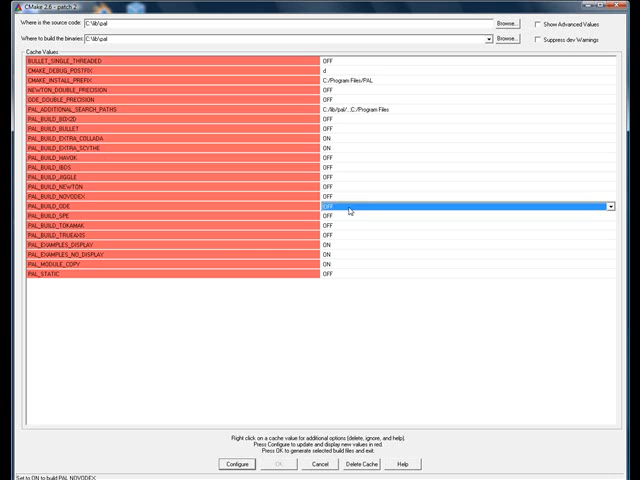 CMake 2.6 - patch 2
Where is the source code: C:\lib\pal Browse... Show Advanced Values
Where to build the binaries: C:\lib\pal Browse... Suppress dev Warnings
Cache Values
BULLET_SINGLE_THREADED OFF
CMAKE_DEBUG_POSTFIX d
CMAKE_INSTALL_PREFIX C:/Program Files/PAL
NEWTON_DOUBLE_PRECISION OFF
ODE_DOUBLE_PRECISION OFF
PAL_ADDITIONAL_SEARCH_PATHS C:/lib/pal/..;C:/Program Files
PAL_BUILD_BOX2D OFF
PAL_BUILD_BULLET OFF
PAL_BUILD_EXTRA_COLLADA ON
PAL_BUILD_EXTRA_SCYTHE ON
PAL_BUILD_HAVOK OFF
PAL_BUILD_IBDS OFF
PAL_BUILD_JIGGLE OFF
PAL_BUILD_NEWTON OFF
PAL_BUILD_NOVODEX OFF
PAL_BUILD_ODE OFF
PAL_BUILD_SPE OFF
PAL_BUILD_TOKAMAK OFF
PAL_BUILD_TRUEAXIS OFF
PAL_EXAMPLES_DISPLAY ON
PAL_EXAMPLES_NO_DISPLAY ON
PAL_MODULE_COPY ON
PAL_STATIC OFF
Right click on a cache value for additional options (delete, ignore, and help).
Press Configure to update and display new values in red.
Press OK to generate selected build files and exit.
Configure OK Cancel Delete Cache Help
Set to ON to build PAL NOVODEX